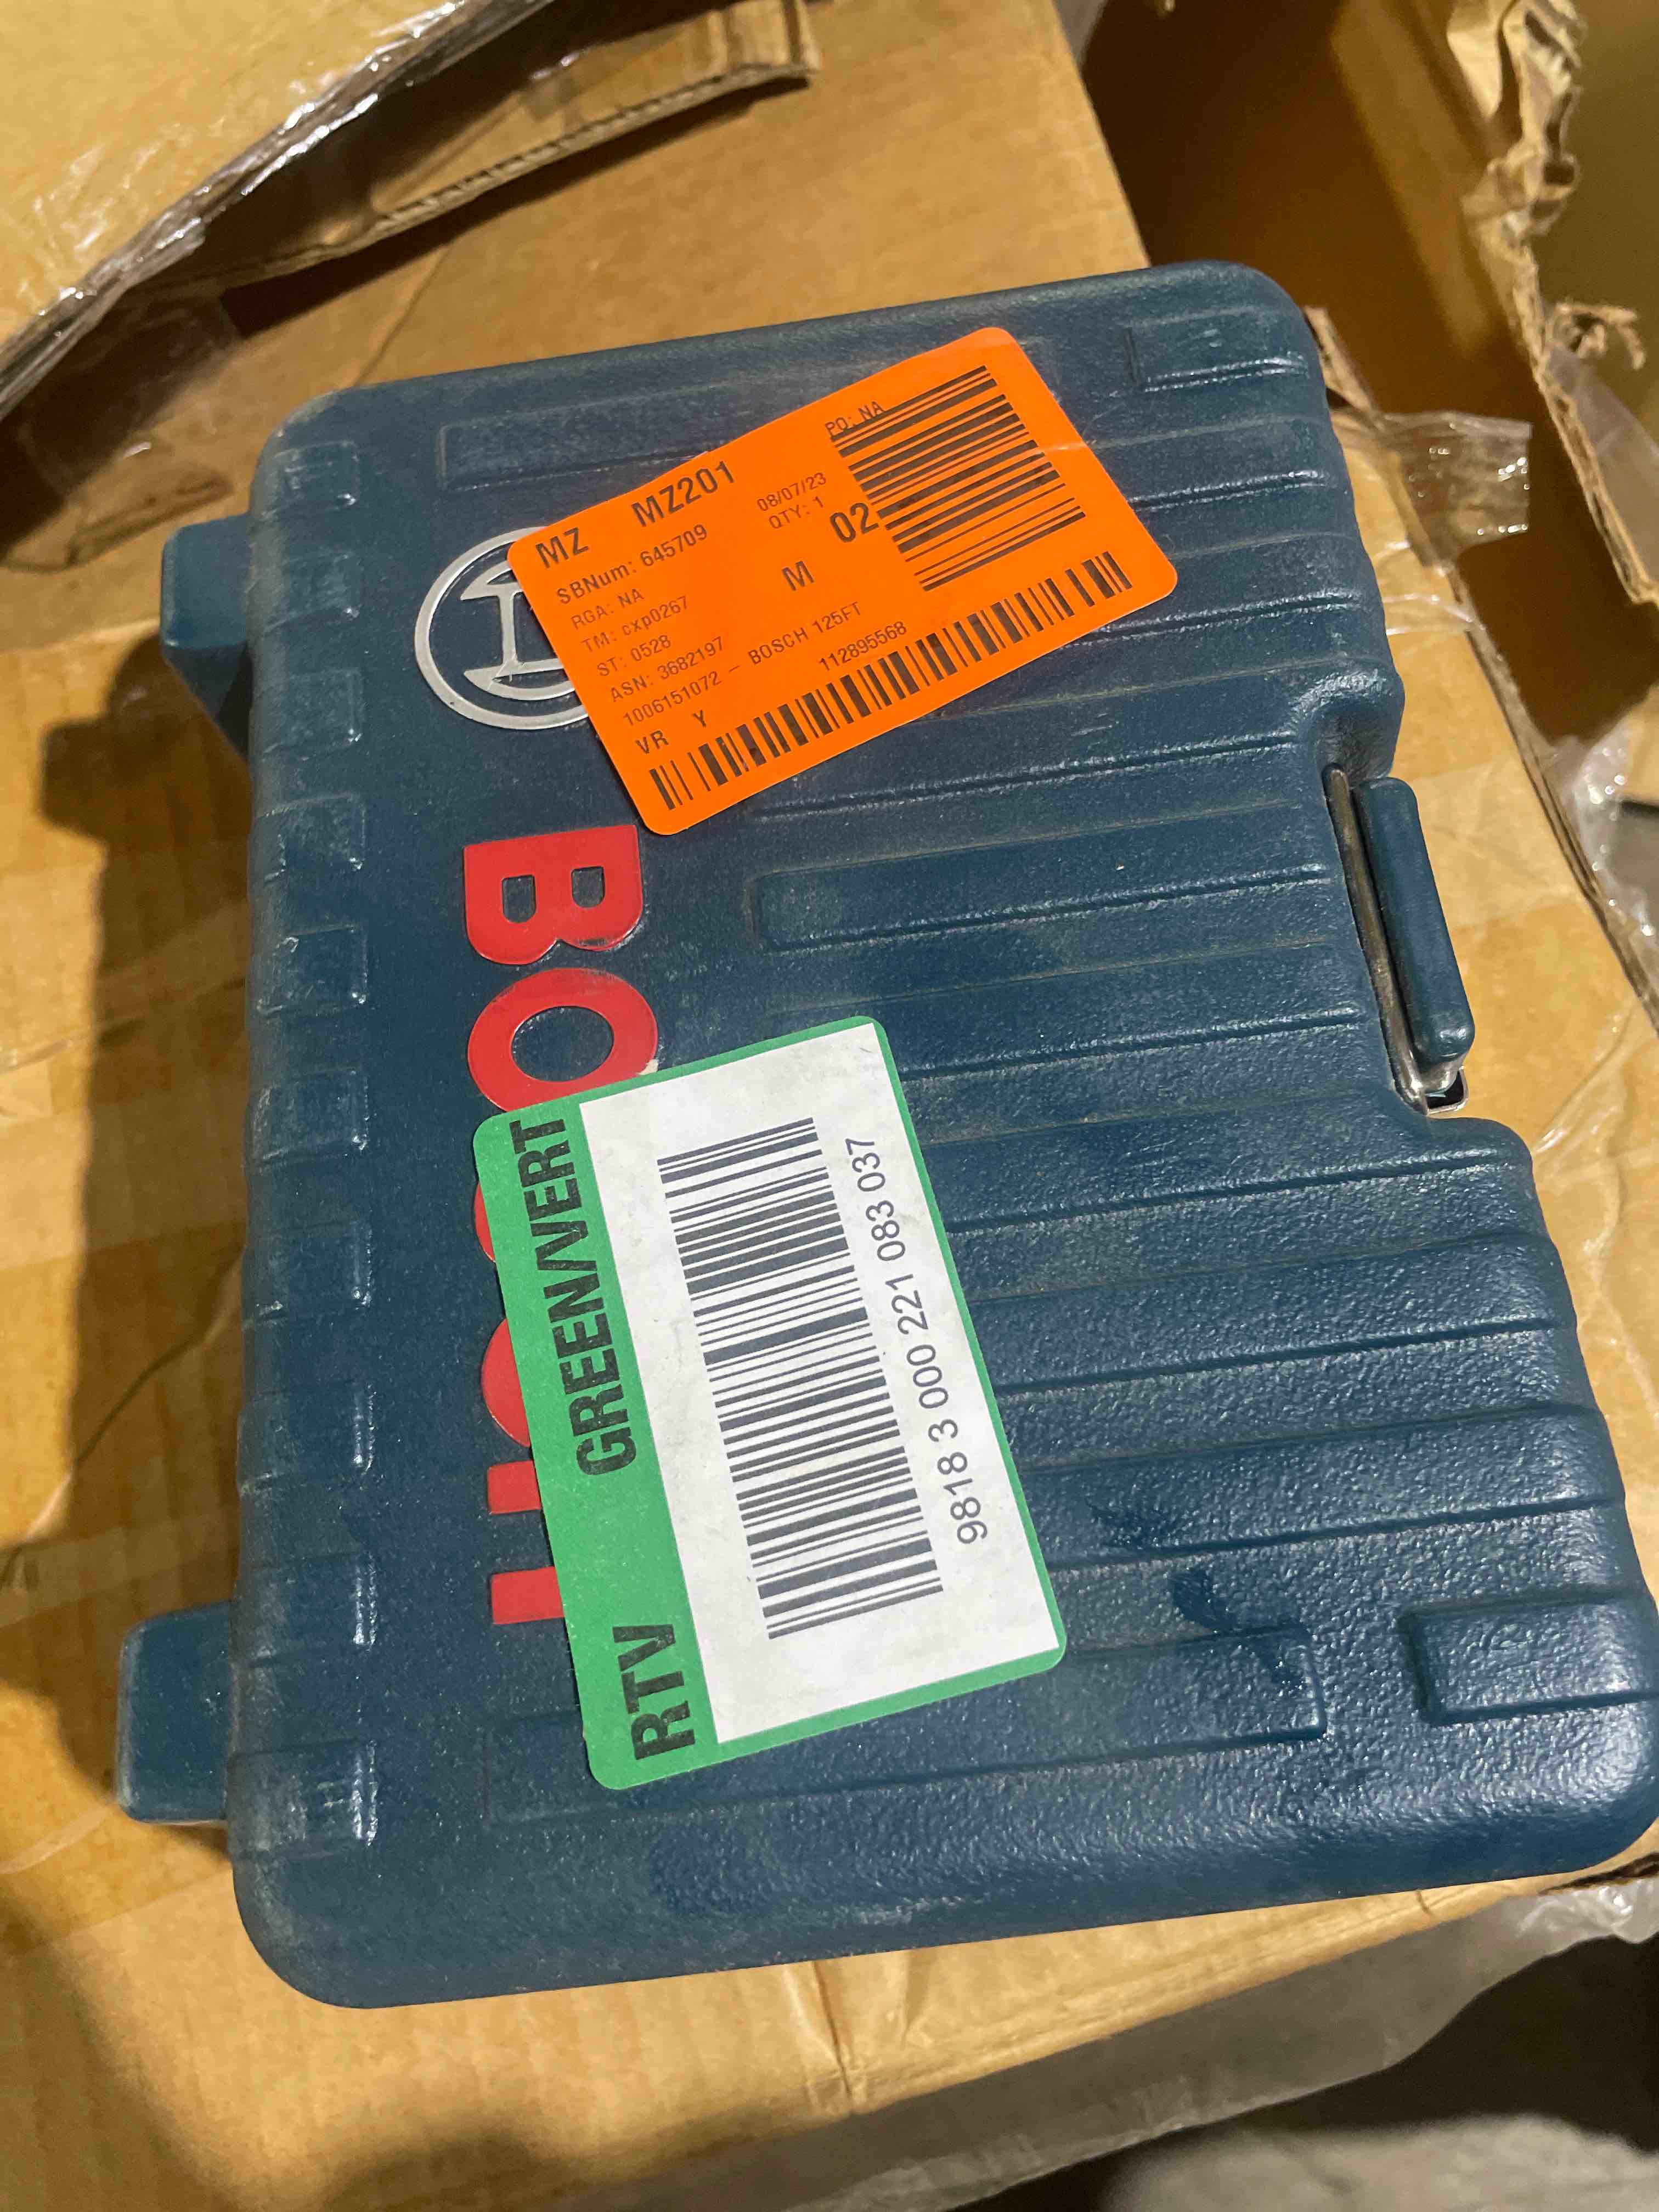 MZ MZ201
SBNum: 645709 08/07/23
RGA: NA QTY: 1
TM: cxp0267
ST: 0528 M 02
ASN: 3682197
1006151072 - BOSCH 125FT
VR Y 112895568
PO: NA
BO
RTV GREEN/VERT
9818 3 000 221 083 037